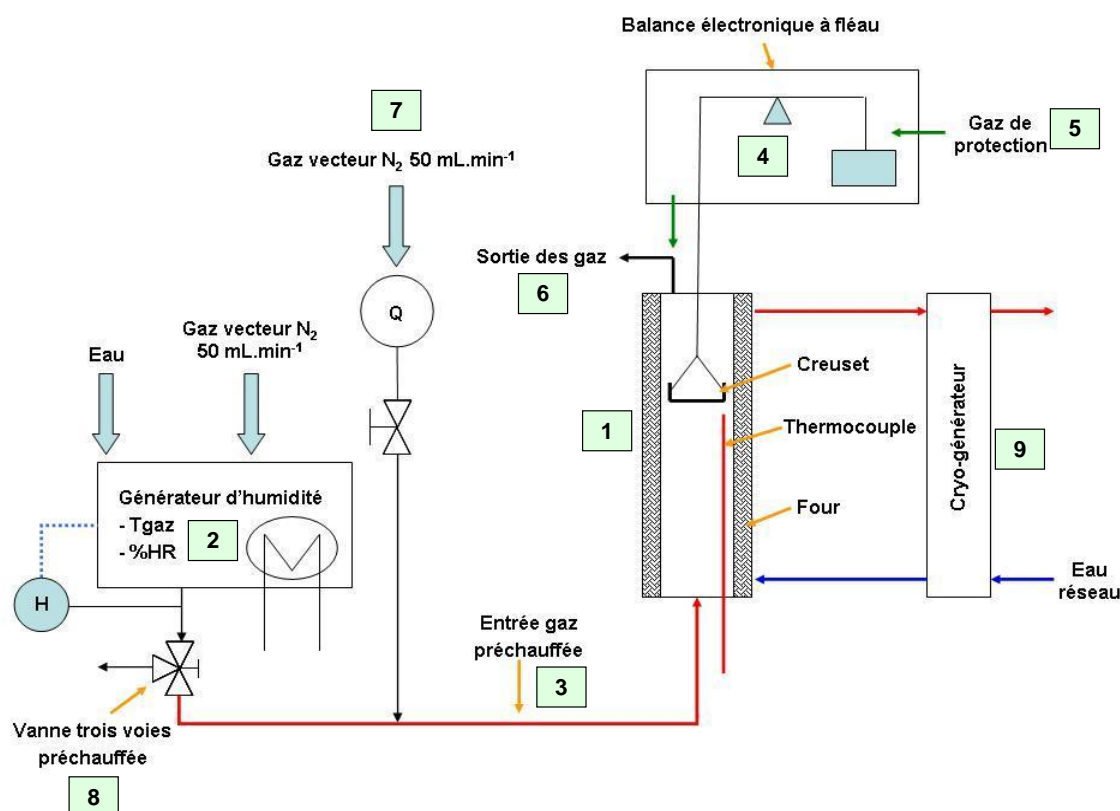 Balance électronique à fléau
7
Gaz vecteur N₂ 50 mL.min⁻¹
4
Gaz de
protection
5
Sortie des gaz
6
Q
Gaz vecteur N₂
50 mL.min⁻¹
Eau
Creuset
1
Thermocouple
Cryo-générateur
9
Générateur d'humidité
- Tgaz
- %HR
2
Four
H
Eau
réseau
Entrée gaz
préchauffée
3
Vanne trois voies
préchauffée
8